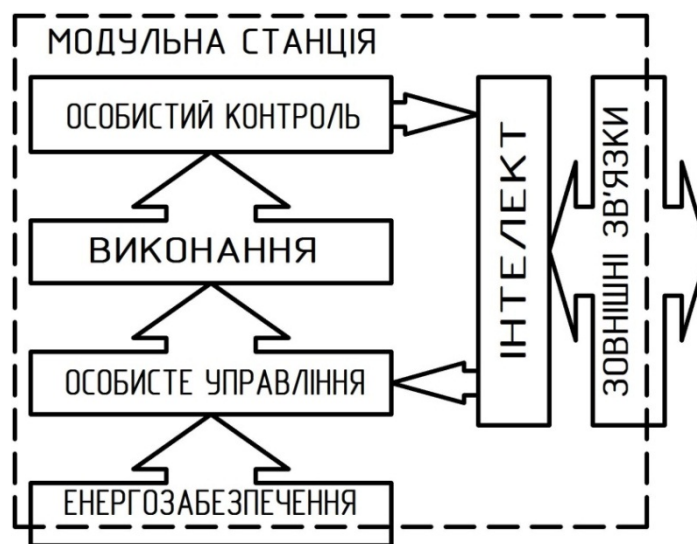 МОДУЛЬНА СТАНЦІЯ
ОСОБИСТИЙ КОНТРОЛЬ
ВИКОНАННЯ
ОСОБИСТЕ УПРАВЛІННЯ
ЕНЕРГОЗАБЕЗПЕЧЕННЯ
ІНТЕЛЕКТ
ЗОВНІШНІ ЗВ'ЯЗКИ